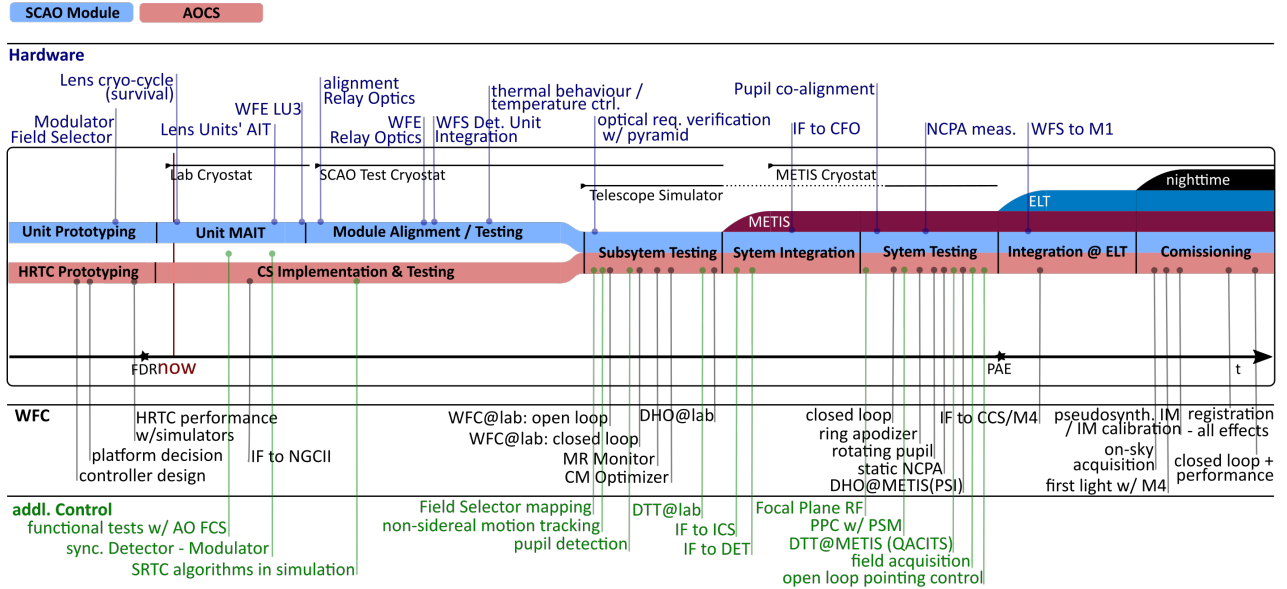 SCAO Module
AOCS
Hardware
Lens cryo-cycle
(survival)
alignment
Relay Optics
thermal behaviour /
temperature ctrl.
Pupil co-alignment
WFE LU3
Modulator
Field Selector
Lens Units' AIT
WFE
Relay Optics
WFS Det. Unit
Integration
optical req. verification
w/ pyramid
IF to CFO
NCPA meas.
WFS to M1
Lab Cryostat
SCAO Test Cryostat
METIS Cryostat
Telescope Simulator
nighttime
ELT
METIS
Unit Prototyping
Unit MAIT
Module Alignment / Testing
HRTC Prototyping
CS Implementation & Testing
Subsytem Testing
Sytem Integration
Sytem Testing
Integration @ ELT
Comissioning
FDR
now
PAE
t
WFC
HRTC performance
w/simulators
platform decision
controller design
IF to NGCII
WFC@lab: open loop
DHO@lab
WFC@lab: closed loop
MR Monitor
CM Optimizer
closed loop
ring apodizer
rotating pupil
static NCPA
DHO@METIS(PSI)
IF to CCS/M4
pseudosynth. IM
/ IM calibration
registration
- all effects
on-sky
acquisition
closed loop +
performance
first light w/ M4
addl. Control
functional tests w/ AO FCS
sync. Detector - Modulator
SRTC algorithms in simulation
Field Selector mapping
non-sidereal motion tracking
pupil detection
DTT@lab
IF to ICS
IF to DET
Focal Plane RF
PPC w/ PSM
DTT@METIS (QACITS)
field acquisition
open loop pointing control